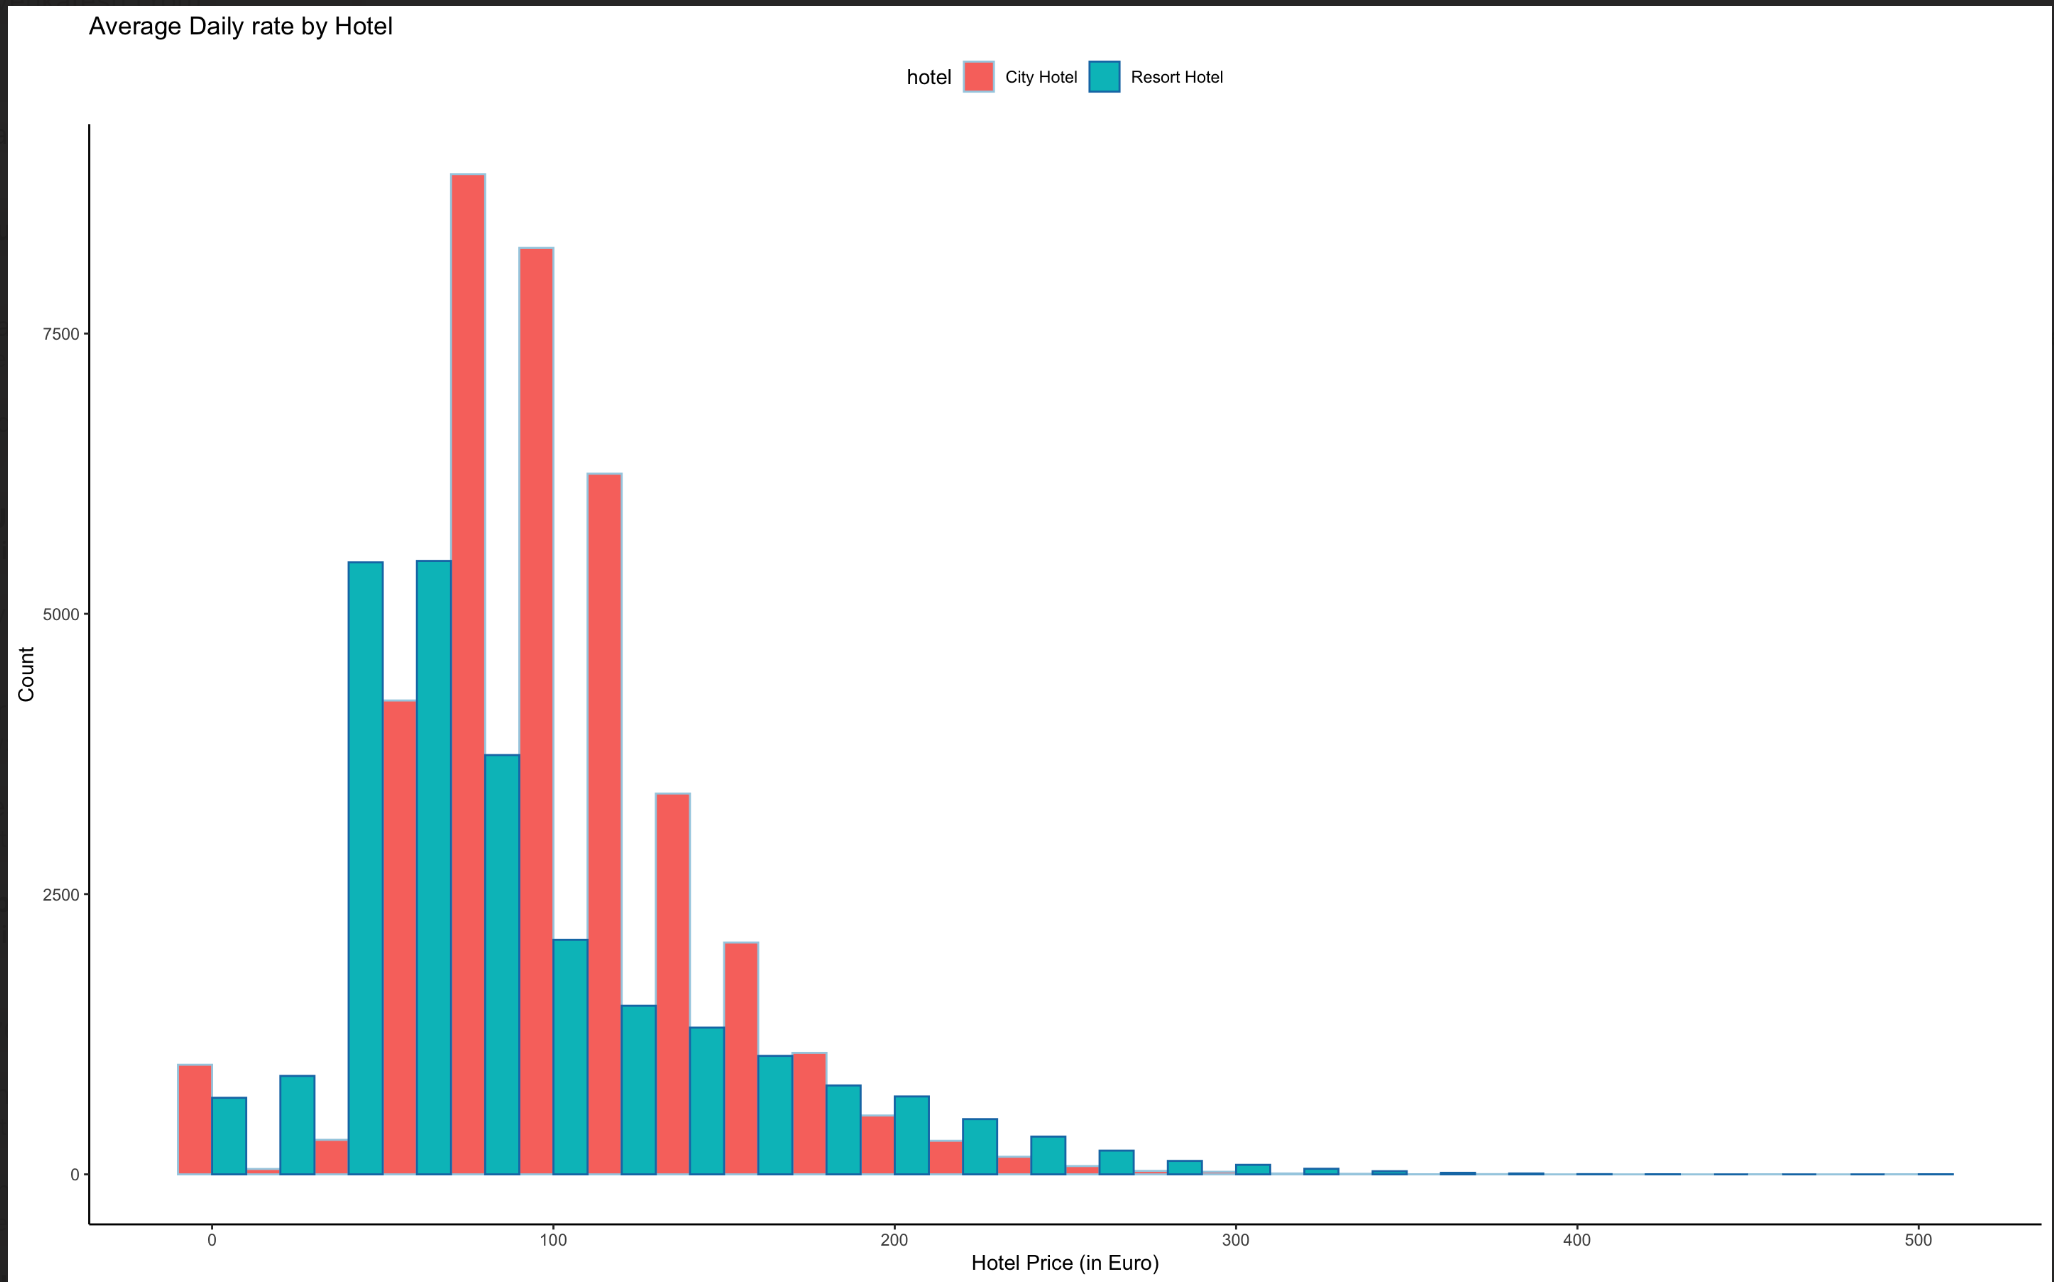 Average Daily rate by Hotel
hotel City Hotel Resort Hotel
7500
5000
2500
0
Count
0 100 200 300 400 500
Hotel Price (in Euro)